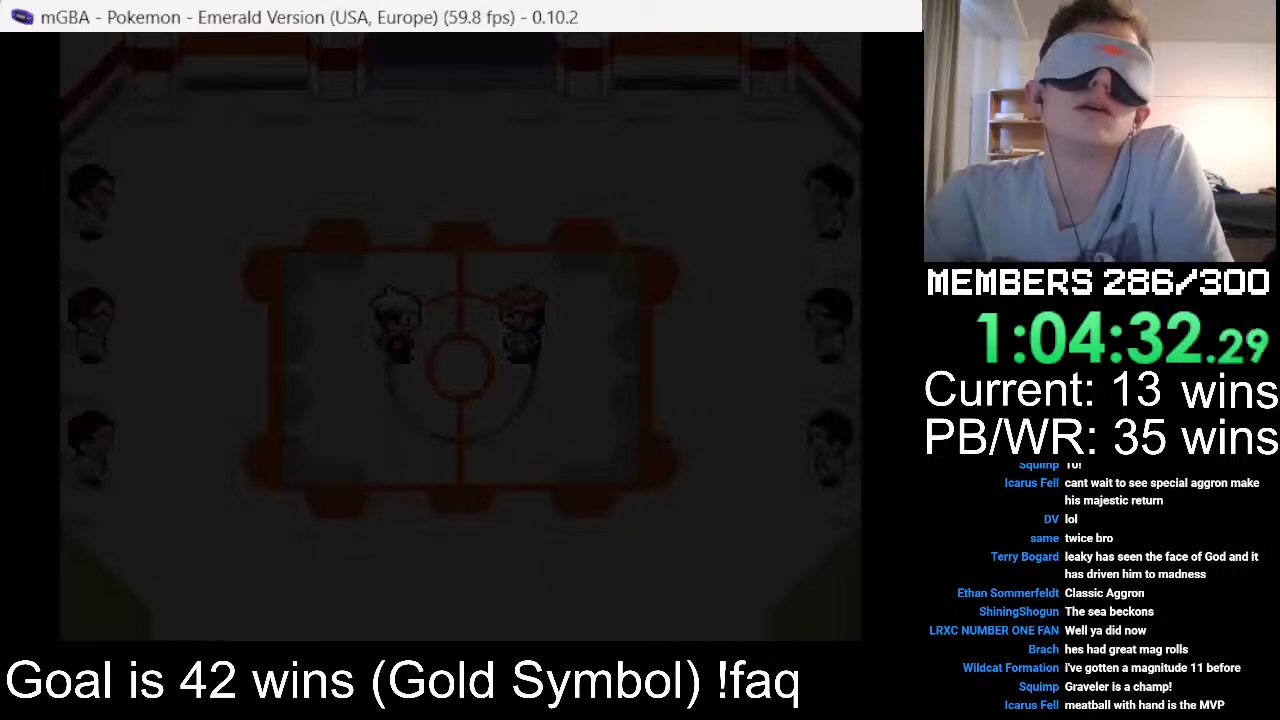 mGBA - Pokemon - Emerald Version (USA, Europe) (59.8 fps) - 0.10.2
MEMBERS 286/300
1:04:32.29
Current: 13 wins
PB/WR: 35 wins
Squimp 10!
Icarus Fell cant wait to see special aggron make
his majestic return
DV lol
same twice bro
Terry Bogard leaky has seen the face of God and it
has driven him to madness
Ethan Sommerfeldt Classic Aggron
ShiningShogun The sea beckons
LRXC NUMBER ONE FAN Well ya did now
Brach hes had great mag rolls
Wildcat Formation i've gotten a magnitude 11 before
Squimp Graveler is a champ!
Icarus Fell meatball with hand is the MVP
Goal is 42 wins (Gold Symbol) !faq